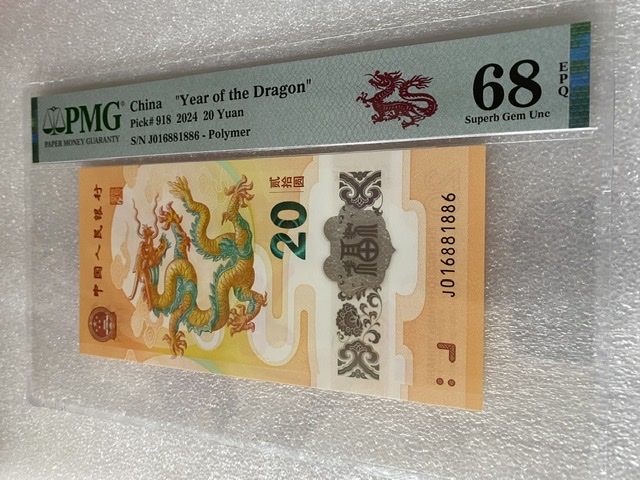 PMG®
PAPER MONEY GUARANTY
China "Year of the Dragon"
Pick# 918 2024 20 Yuan
S/N J016881886 - Polymer
68
Superb Gem Unc
EPQ
中国人民银行
贰拾圆
20
J016881886